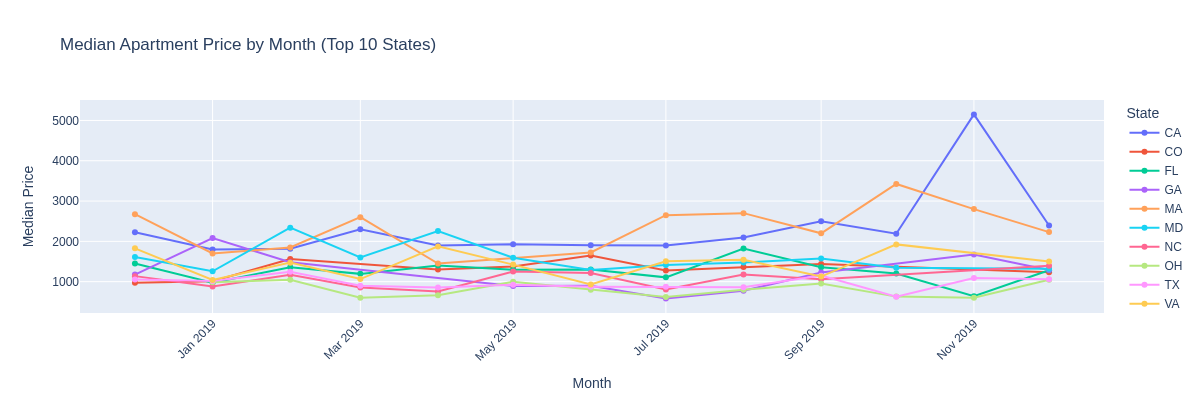 Median Apartment Price by Month (Top 10 States)
State
CA
CO
FL
GA
MA
MD
NC
OH
TX
VA
Median Price
5000
4000
3000
2000
1000
Jan 2019
Mar 2019
May 2019
Jul 2019
Sep 2019
Nov 2019
Month